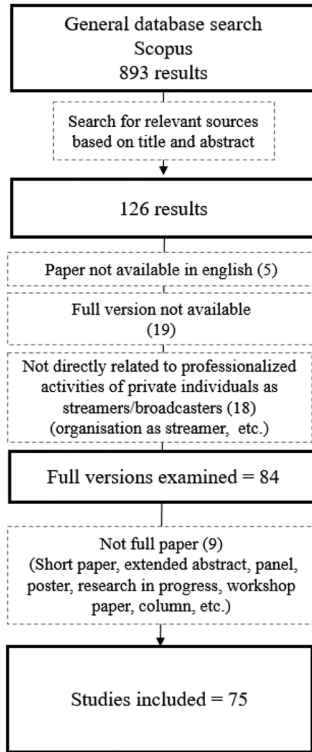 General database search
Scopus
893 results
Search for relevant sources
based on title and abstract
126 results
Paper not available in english (5)
Full version not available
(19)
Not directly related to professionalized
activities of private individuals as
streamers/broadcasters (18)
(organisation as streamer, etc.)
Full versions examined = 84
Not full paper (9)
(Short paper, extended abstract, panel,
poster, research in progress, workshop
paper, column, etc.)
Studies included = 75